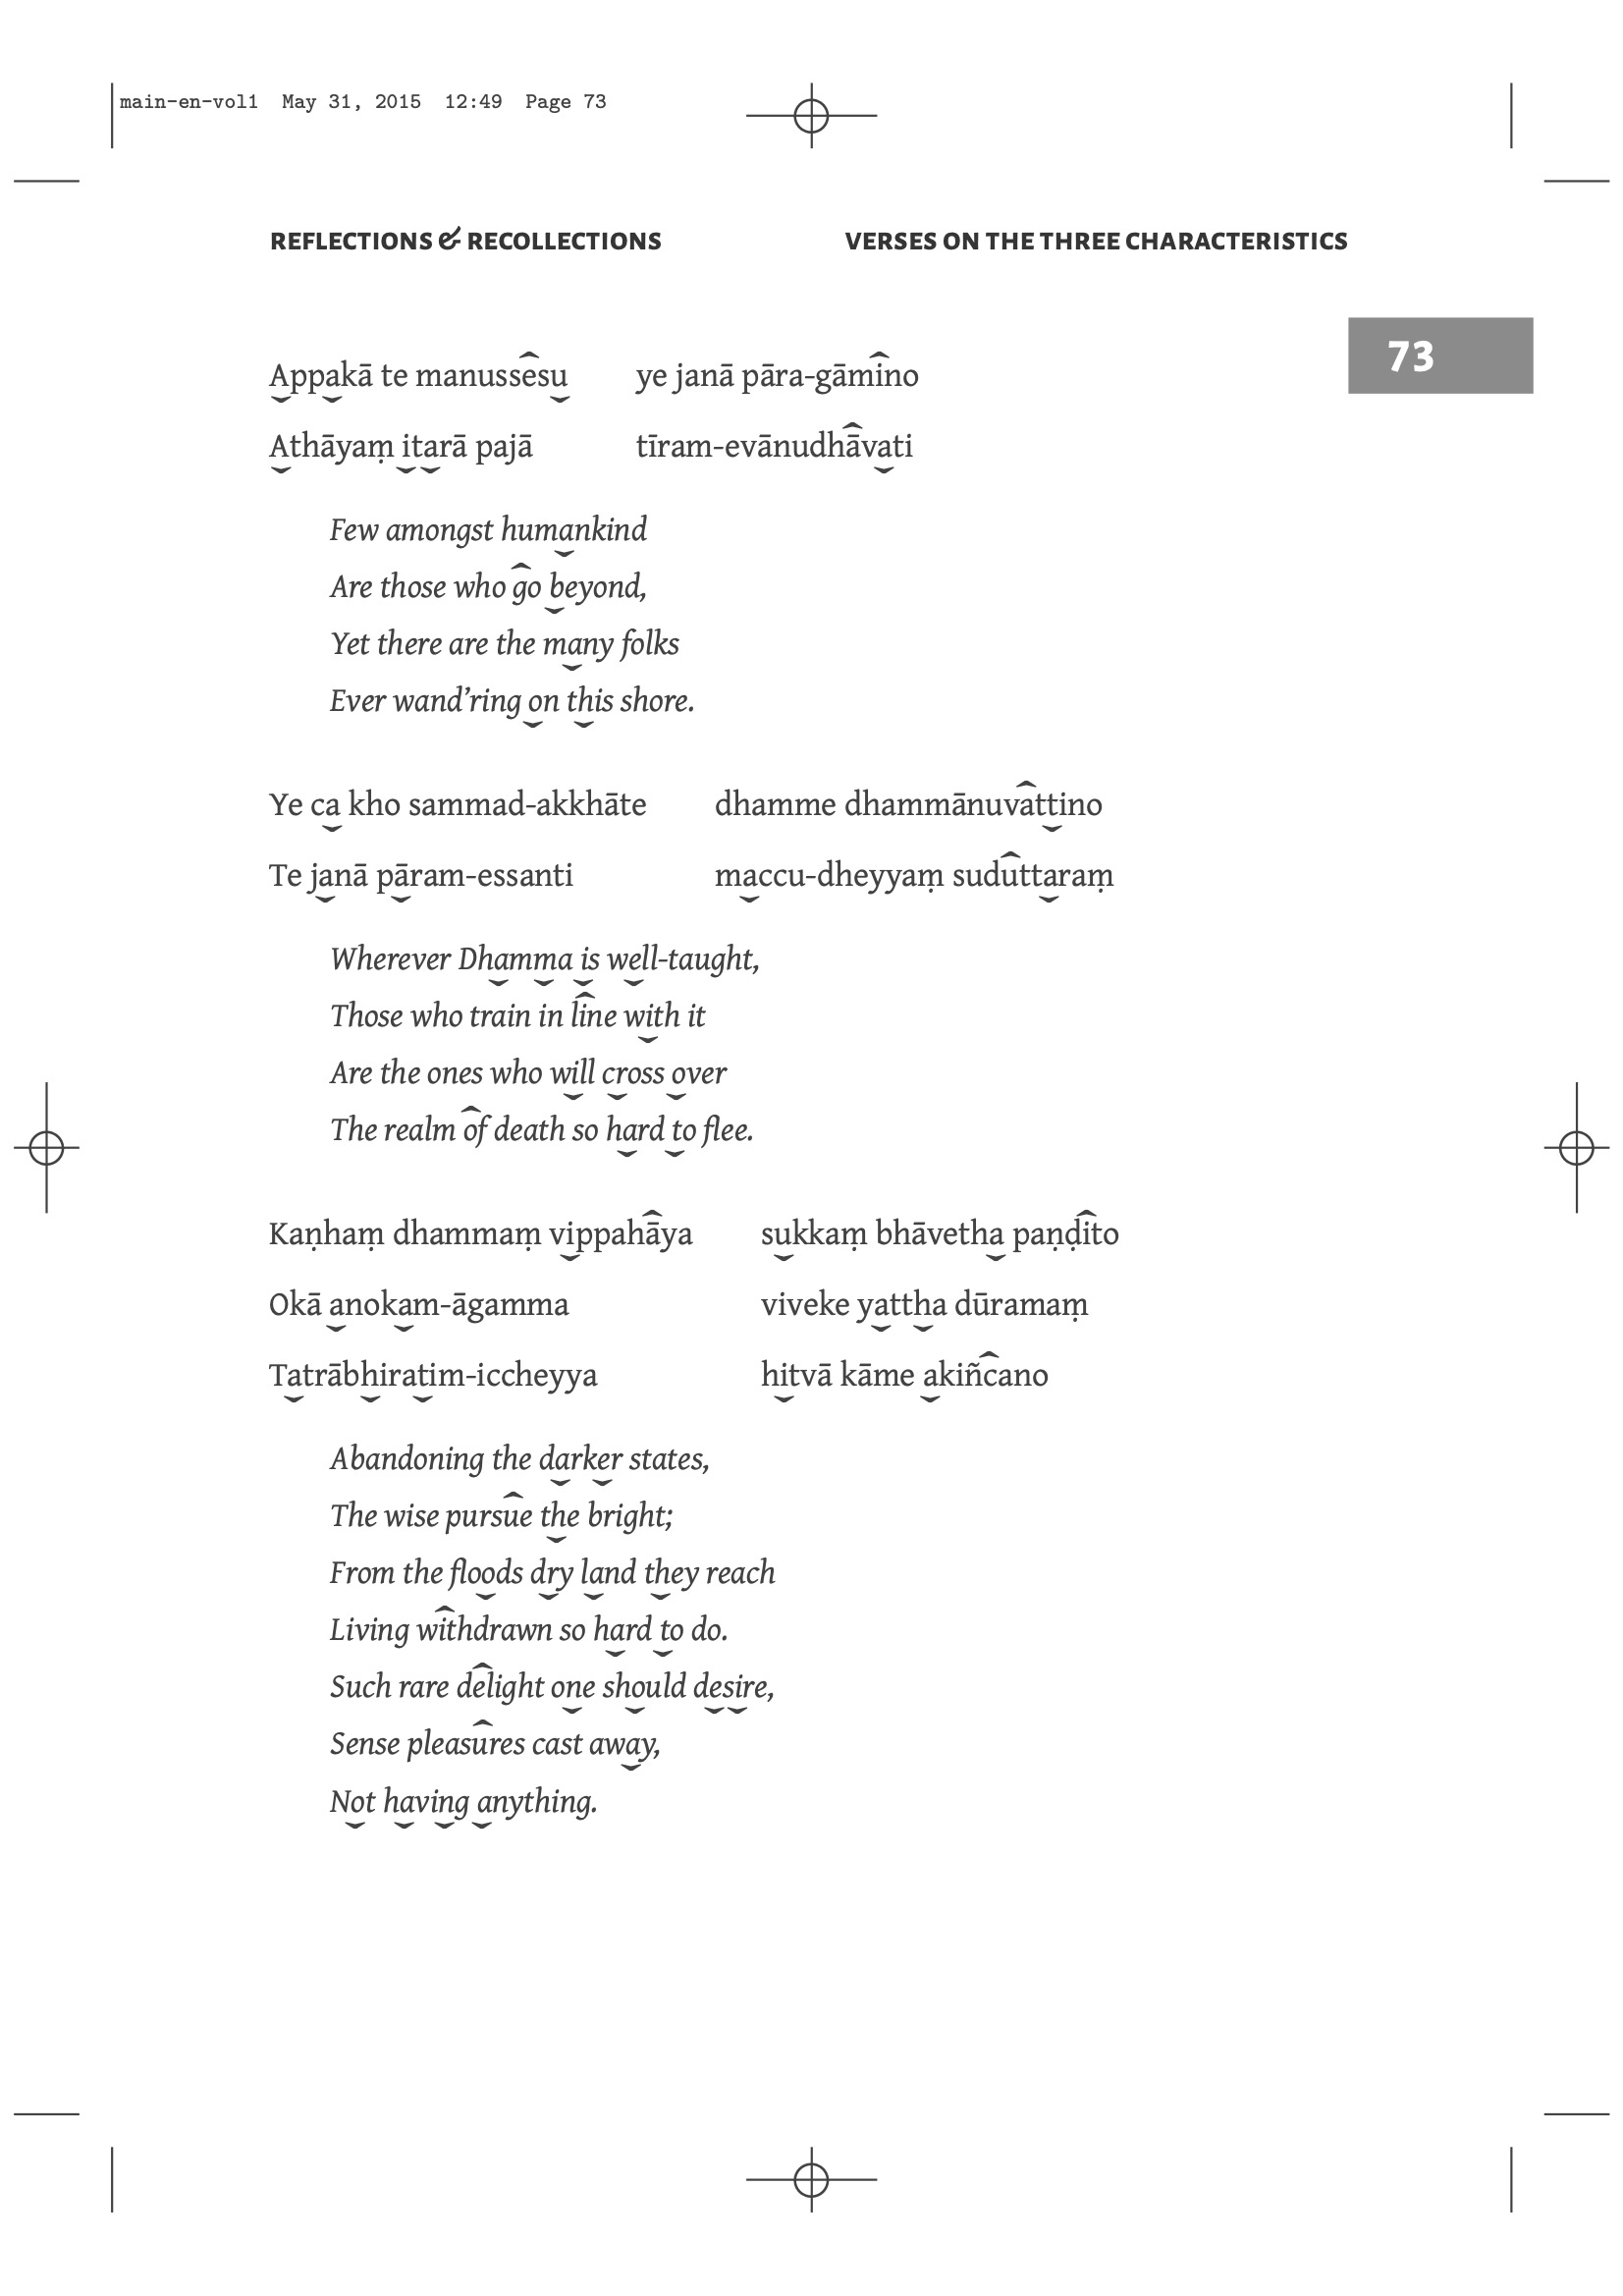 main-en-vol1 May 31, 2015 12:49 Page 73
REFLECTIONS & RECOLLECTIONS VERSES ON THE THREE CHARACTERISTICS
73
Appakā te manussesu ye janā pāra-gāmino
Athāyaṃ itarā pajā tīram-evānudhāvati
Few amongst humankind
Are those who go beyond,
Yet there are the many folks
Ever wand’ring on this shore.
Ye ca kho sammad-akkhāte dhamme dhammānuvattino
Te janā pāram-essanti maccu-dheyyaṃ suduttaraṃ
Wherever Dhamma is well-taught,
Those who train in line with it
Are the ones who will cross over
The realm of death so hard to flee.
Kaṇhaṃ dhammaṃ vippahāya sukkaṃ bhāvetha paṇḍito
Okā anokam-āgamma viveke yattha dūramaṃ
Tatrābhiratim-iccheyya hitvā kāme akiñcano
Abandoning the darker states,
The wise pursue the bright;
From the floods dry land they reach
Living withdrawn so hard to do.
Such rare delight one should desire,
Sense pleasures cast away,
Not having anything.